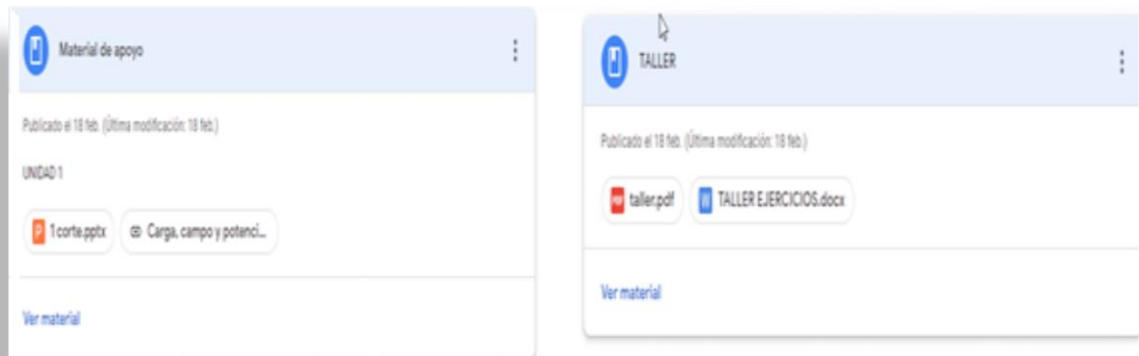 Material de apoyo
Publicado el 18 feb. (Última modificación: 18 feb.)
UNIDAD 1
1 corte.pptx
Carga, campo y potenci...
Ver material
TALLER
Publicado el 18 feb. (Última modificación: 18 feb.)
taller.pdf
TALLER EJERCICIOS.docx
Ver material